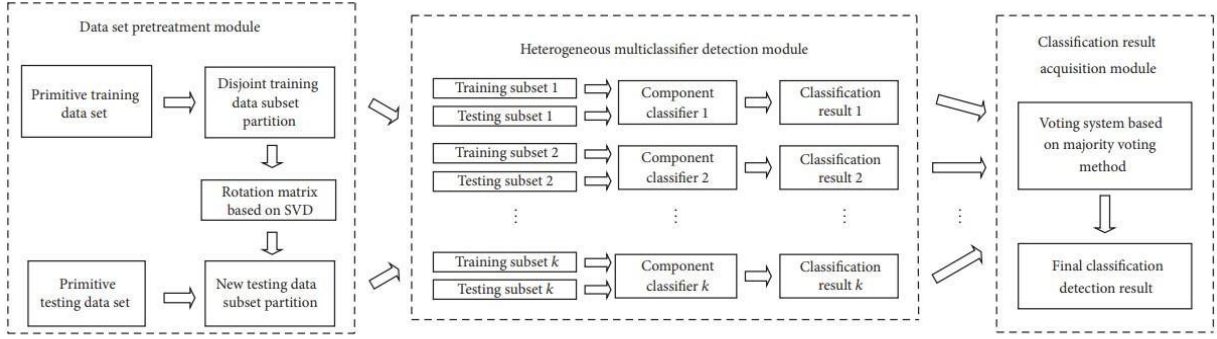 Data set pretreatment module
Primitive training
data set
Disjoint training
data subset
partition
Rotation matrix
based on SVD
Primitive
testing data set
New testing data
subset partition
Heterogeneous multiclassifier detection module
Training subset 1
Testing subset 1
Component
classifier 1
Classification
result 1
Training subset 2
Testing subset 2
Component
classifier 2
Classification
result 2
Training subset k
Testing subset k
Component
classifier k
Classification
result k
Classification result
acquisition module
Voting system based
on majority voting
method
Final classification
detection result